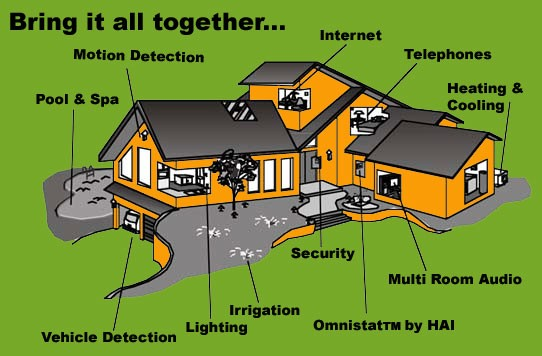 Bring it all together...
Internet
Motion Detection
Telephones
Heating &
Cooling
Pool & Spa
Security
Multi Room Audio
Irrigation
Omnistat™ by HAI
Lighting
Vehicle Detection